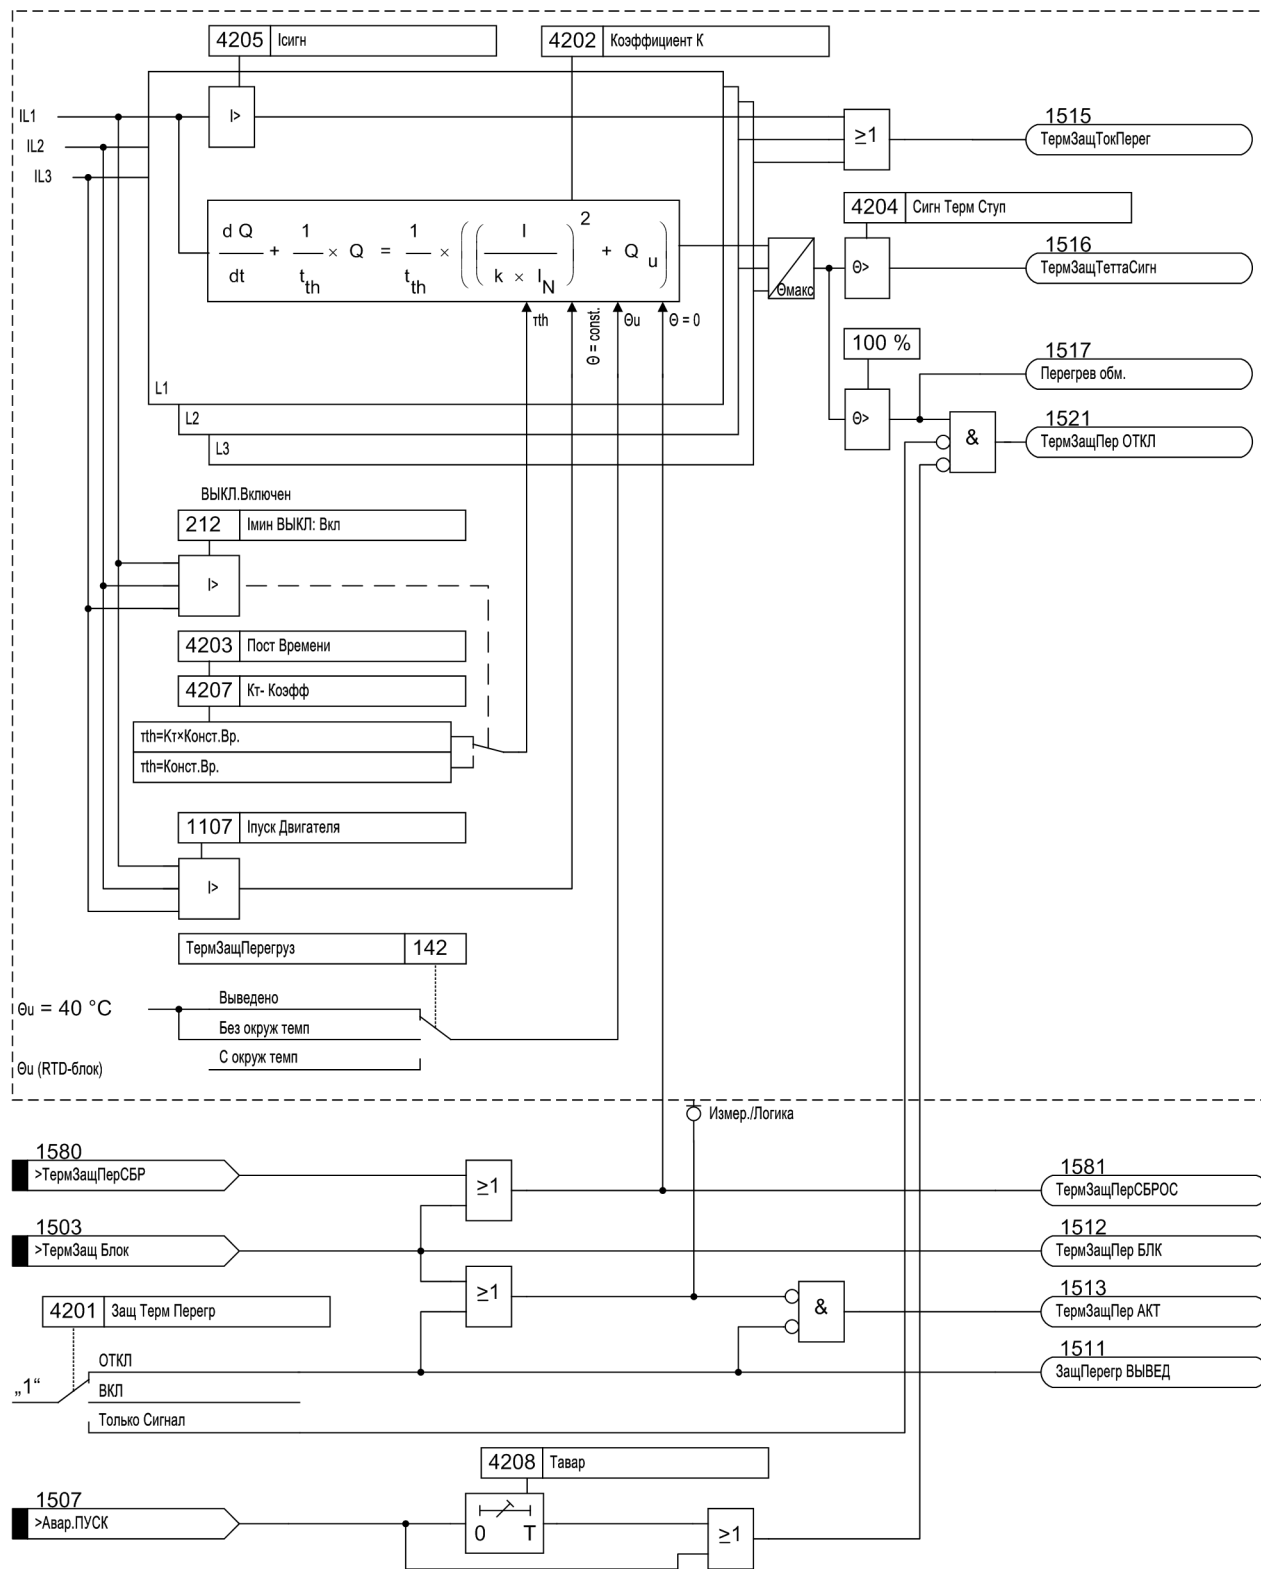 4205 Iсигн
4202 Коэффициент К
IL1
IL2
IL3
I>
≥1
1515
ТермЗащТокПерег
4204 Сигн Терм Ступ
d Q / dt + 1 / t th × Q = 1 / t th × ( ( I / k × I N ) 2 + Q u )
Θмакс
Θ>
1516
ТермЗащТеттаСигн
τth
Θ = const.
Θu
Θ = 0
100 %
1517
Перегрев обм.
L1
L2
L3
Θ>
&
1521
ТермЗащПер ОТКЛ
ВЫКЛ.Включен
212 Iмин ВЫКЛ: Вкл
I>
4203 Пост Времени
4207 Кт- Коэфф
τth=Кт×Конст.Вр.
τth=Конст.Вр.
1107 Iпуск Двигателя
I>
ТермЗащПерегруз 142
Θu = 40 °C
Выведено
Без окруж темп
С окруж темп
Θu (RTD-блок)
Измер./Логика
1580
>ТермЗащПерСБР
≥1
1581
ТермЗащПерСБРОС
1503
>ТермЗащ Блок
1512
ТермЗащПер БЛК
≥1
&
1513
ТермЗащПер АКТ
4201 Защ Терм Перегр
„1“
ОТКЛ
ВКЛ
Только Сигнал
1511
ЗащПерегр ВЫВЕД
4208 Тавар
1507
>Авар.ПУСК
0 T
≥1